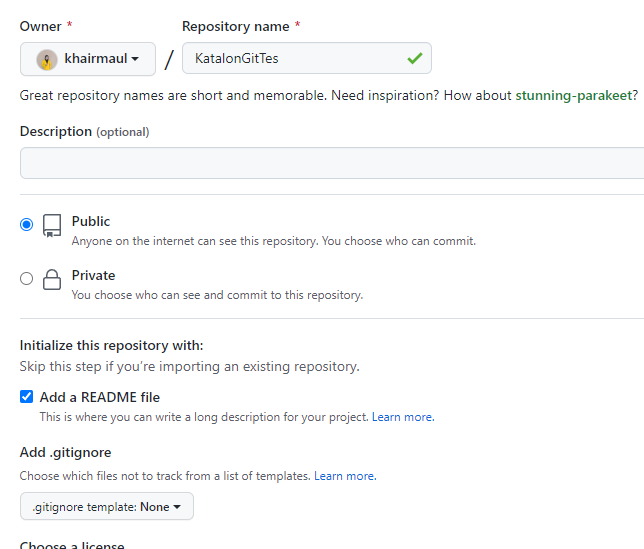 Owner * Repository name *
khairmaul / KatalonGitTes
Great repository names are short and memorable. Need inspiration? How about stunning-parakeet?
Description (optional)
Public
Anyone on the internet can see this repository. You choose who can commit.
Private
You choose who can see and commit to this repository.
Initialize this repository with:
Skip this step if you're importing an existing repository.
Add a README file
This is where you can write a long description for your project. Learn more.
Add .gitignore
Choose which files not to track from a list of templates. Learn more.
.gitignore template: None
Choose a license